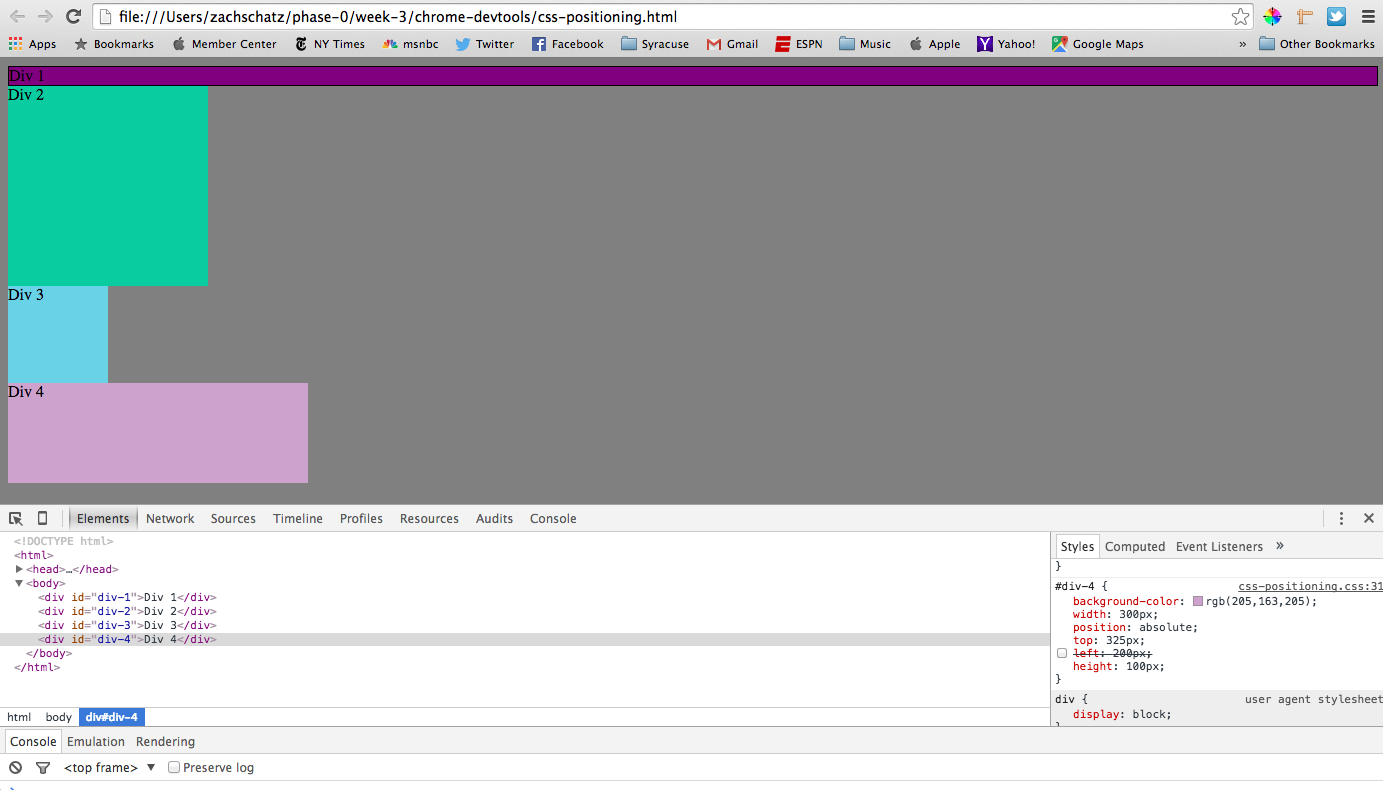 file:///Users/zachschatz/phase-0/week-3/chrome-devtools/css-positioning.html
Apps Bookmarks Member Center NY Times msnbc Twitter Facebook Syracuse Gmail ESPN Music Apple Yahoo! Google Maps » Other Bookmarks
Div 1
Div 2
Div 3
Div 4
Elements Network Sources Timeline Profiles Resources Audits Console
<!DOCTYPE html>
<html>
<head>…</head>
<body>
<div id="div-1">Div 1</div>
<div id="div-2">Div 2</div>
<div id="div-3">Div 3</div>
<div id="div-4">Div 4</div>
</body>
</html>
html body div#div-4
Styles Computed Event Listeners »
}
#div-4 { css-positioning.css:31
background-color: rgb(205,163,205);
width: 300px;
position: absolute;
top: 325px;
left: 200px;
height: 100px;
}
div { user agent stylesheet
display: block;
}
Console Emulation Rendering
<top frame> ▼ Preserve log